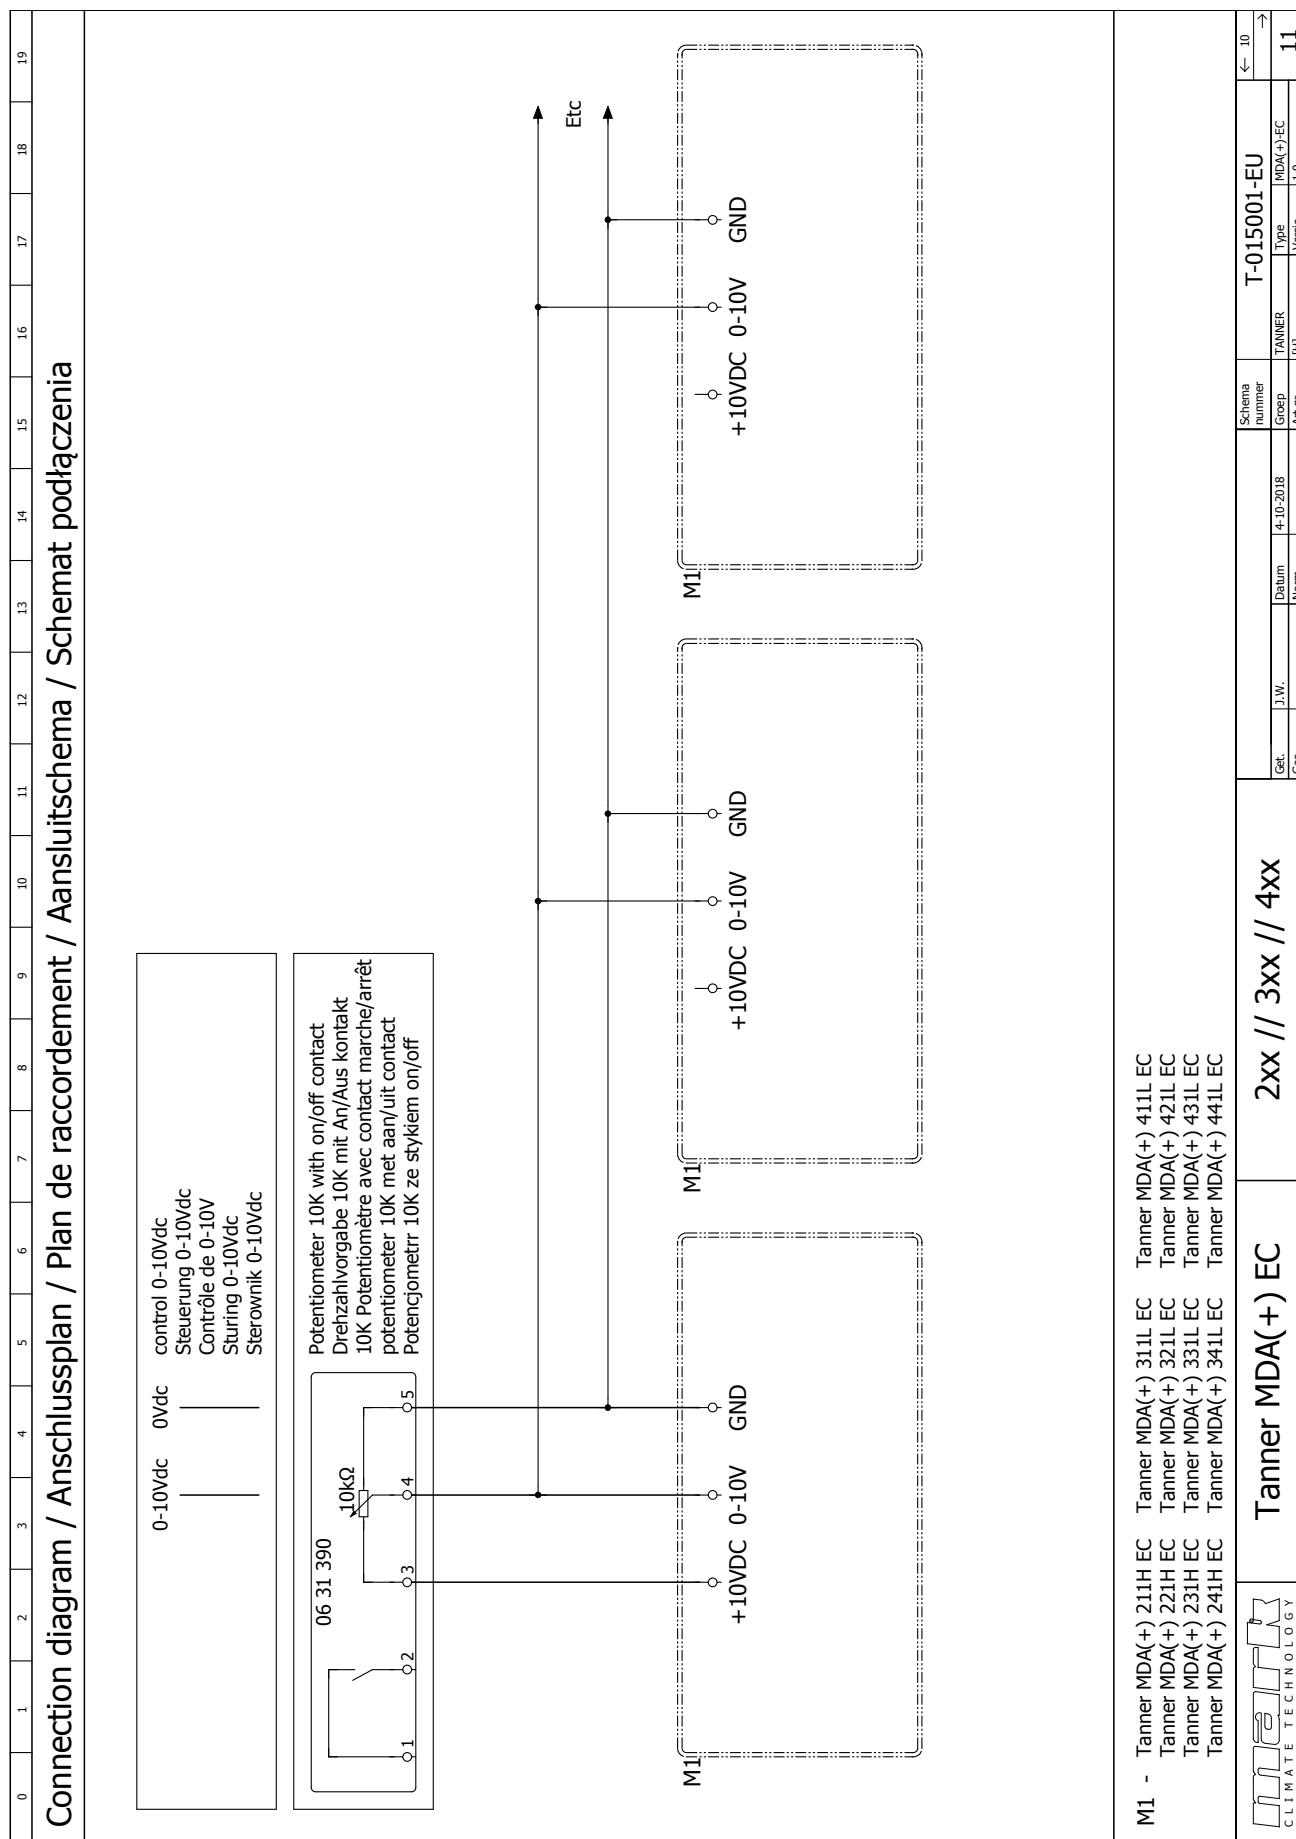 0 1 2 3 4 5 6 7 8 9 10 11 12 13 14 15 16 17 18 19
Connection diagram / Anschlussplan / Plan de raccordement / Aansluitschema / Schemat podłączenia
0-10Vdc 0Vdc
control 0-10Vdc
Steuerung 0-10Vdc
Contrôle de 0-10V
Sturing 0-10Vdc
Sterownik 0-10Vdc
06 31 390
10kΩ
1 2 3 4 5
Potentiometer 10K with on/off contact
Drehzahlvorgabe 10K mit An/Aus kontakt
10K Potentiomètre avec contact marche/arrêt
potentiometer 10K met aan/uit contact
Potencjometrr 10K ze stykiem on/off
Etc
M1
+10VDC 0-10V GND
M1
+10VDC 0-10V GND
M1
+10VDC 0-10V GND
M1 - Tanner MDA(+) 211H EC Tanner MDA(+) 311L EC Tanner MDA(+) 411L EC
Tanner MDA(+) 221H EC Tanner MDA(+) 321L EC Tanner MDA(+) 421L EC
Tanner MDA(+) 231H EC Tanner MDA(+) 331L EC Tanner MDA(+) 431L EC
Tanner MDA(+) 241H EC Tanner MDA(+) 341L EC Tanner MDA(+) 441L EC
mark
CLIMATE TECHNOLOGY
Tanner MDA(+) EC
2xx // 3xx // 4xx
Schema
nummer
T-015001-EU
← 10
→
Get. J.W. Datum 4-10-2018 Groep TANNER Type MDA(+)-EC
11